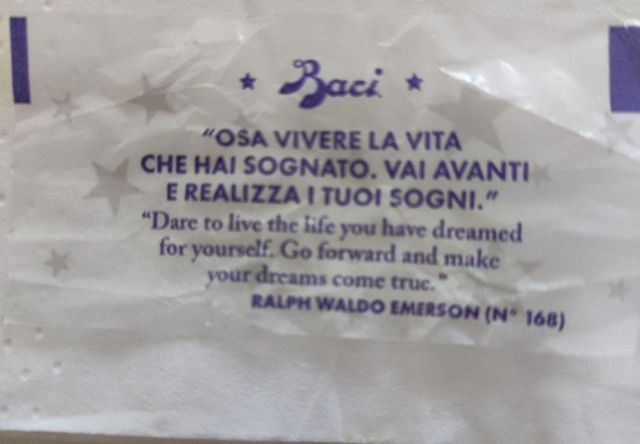 Baci
"OSA VIVERE LA VITA
CHE HAI SOGNATO. VAI AVANTI
E REALIZZA I TUOI SOGNI."
"Dare to live the life you have dreamed
for yourself. Go forward and make
your dreams come true."
RALPH WALDO EMERSON (N° 168)